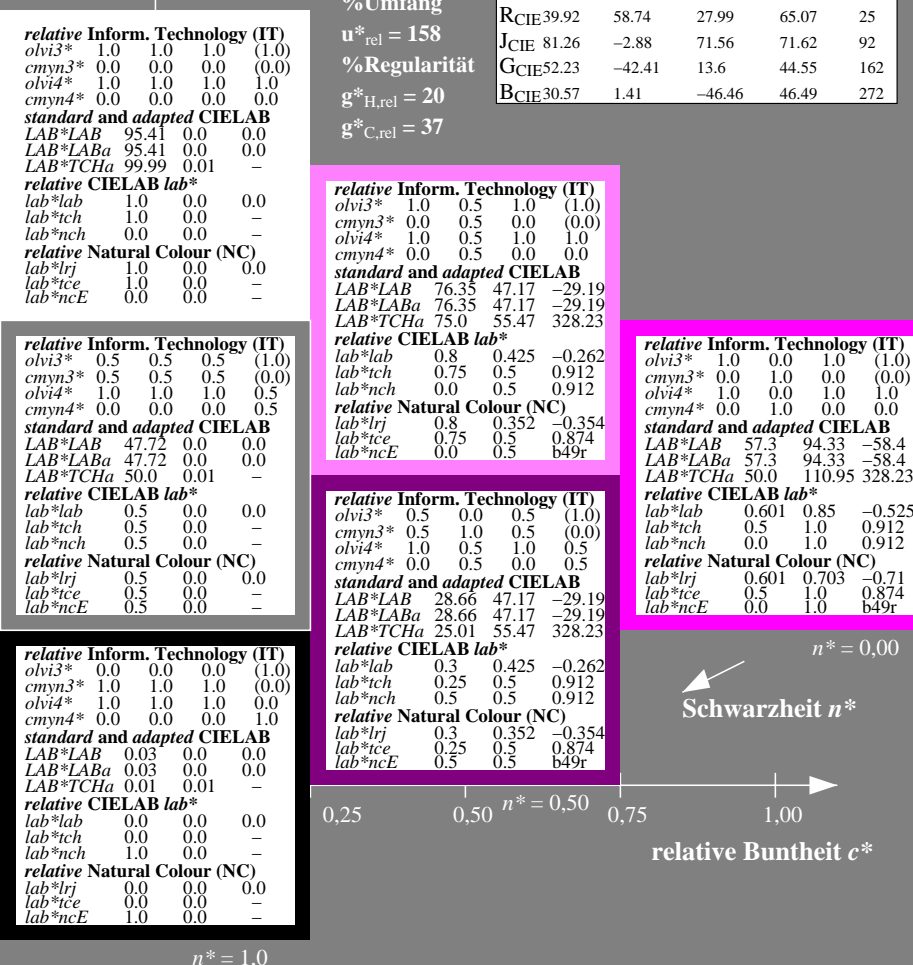 %Umfang
u*rel = 158
%Regularität
g*H,rel = 20
g*C,rel = 37
RCIE 39.92 58.74 27.99 65.07 25
JCIE 81.26 −2.88 71.56 71.62 92
GCIE 52.23 −42.41 13.6 44.55 162
BCIE 30.57 1.41 −46.46 46.49 272
relative Inform. Technology (IT)
olvi3* 1.0 1.0 1.0 (1.0)
cmyn3* 0.0 0.0 0.0 (0.0)
olvi4* 1.0 1.0 1.0 1.0
cmyn4* 0.0 0.0 0.0 0.0
standard and adapted CIELAB
LAB*LAB 95.41 0.0 0.0
LAB*LABa 95.41 0.0 0.0
LAB*TCHa 99.99 0.01 –
relative CIELAB lab*
lab*lab 1.0 0.0 0.0
lab*tch 1.0 0.0 –
lab*nch 0.0 0.0 –
relative Natural Colour (NC)
lab*lrj 1.0 0.0 0.0
lab*tce 1.0 0.0 –
lab*ncE 0.0 0.0 –
relative Inform. Technology (IT)
olvi3* 1.0 0.5 1.0 (1.0)
cmyn3* 0.0 0.5 0.0 (0.0)
olvi4* 1.0 0.5 1.0 1.0
cmyn4* 0.0 0.5 0.0 0.0
standard and adapted CIELAB
LAB*LAB 76.35 47.17 −29.19
LAB*LABa 76.35 47.17 −29.19
LAB*TCHa 75.0 55.47 328.23
relative CIELAB lab*
lab*lab 0.8 0.425 −0.262
lab*tch 0.75 0.5 0.912
lab*nch 0.0 0.5 0.912
relative Natural Colour (NC)
lab*lrj 0.8 0.352 −0.354
lab*tce 0.75 0.5 0.874
lab*ncE 0.0 0.5 b49r
relative Inform. Technology (IT)
olvi3* 0.5 0.5 0.5 (1.0)
cmyn3* 0.5 0.5 0.5 (0.0)
olvi4* 1.0 1.0 1.0 0.5
cmyn4* 0.0 0.0 0.0 0.5
standard and adapted CIELAB
LAB*LAB 47.72 0.0 0.0
LAB*LABa 47.72 0.0 0.0
LAB*TCHa 50.0 0.01 –
relative CIELAB lab*
lab*lab 0.5 0.0 0.0
lab*tch 0.5 0.0 –
lab*nch 0.5 0.0 –
relative Natural Colour (NC)
lab*lrj 0.5 0.0 0.0
lab*tce 0.5 0.0 –
lab*ncE 0.5 0.0 –
relative Inform. Technology (IT)
olvi3* 1.0 0.0 1.0 (1.0)
cmyn3* 0.0 1.0 0.0 (0.0)
olvi4* 1.0 0.0 1.0 1.0
cmyn4* 0.0 1.0 0.0 0.0
standard and adapted CIELAB
LAB*LAB 57.3 94.33 −58.4
LAB*LABa 57.3 94.33 −58.4
LAB*TCHa 50.0 110.95 328.23
relative CIELAB lab*
lab*lab 0.601 0.85 −0.525
lab*tch 0.5 1.0 0.912
lab*nch 0.0 1.0 0.912
relative Natural Colour (NC)
lab*lrj 0.601 0.703 −0.71
lab*tce 0.5 1.0 0.874
lab*ncE 0.0 1.0 b49r
relative Inform. Technology (IT)
olvi3* 0.5 0.0 0.5 (1.0)
cmyn3* 0.5 1.0 0.5 (0.0)
olvi4* 1.0 0.5 1.0 0.5
cmyn4* 0.0 0.5 0.0 0.5
standard and adapted CIELAB
LAB*LAB 28.66 47.17 −29.19
LAB*LABa 28.66 47.17 −29.19
LAB*TCHa 25.01 55.47 328.23
relative CIELAB lab*
lab*lab 0.3 0.425 −0.262
lab*tch 0.25 0.5 0.912
lab*nch 0.5 0.5 0.912
relative Natural Colour (NC)
lab*lrj 0.3 0.352 −0.354
lab*tce 0.25 0.5 0.874
lab*ncE 0.5 0.5 b49r
relative Inform. Technology (IT)
olvi3* 0.0 0.0 0.0 (1.0)
cmyn3* 1.0 1.0 1.0 (0.0)
olvi4* 1.0 1.0 1.0 0.0
cmyn4* 0.0 0.0 0.0 1.0
standard and adapted CIELAB
LAB*LAB 0.03 0.0 0.0
LAB*LABa 0.03 0.0 0.0
LAB*TCHa 0.01 0.01 –
relative CIELAB lab*
lab*lab 0.0 0.0 0.0
lab*tch 0.0 0.0 –
lab*nch 1.0 0.0 –
relative Natural Colour (NC)
lab*lrj 0.0 0.0 0.0
lab*tce 0.0 0.0 –
lab*ncE 1.0 0.0 –
n* = 0,00
Schwarzheit n*
n* = 0,50
0,25 0,50 0,75 1,00
relative Buntheit c*
n* = 1,0